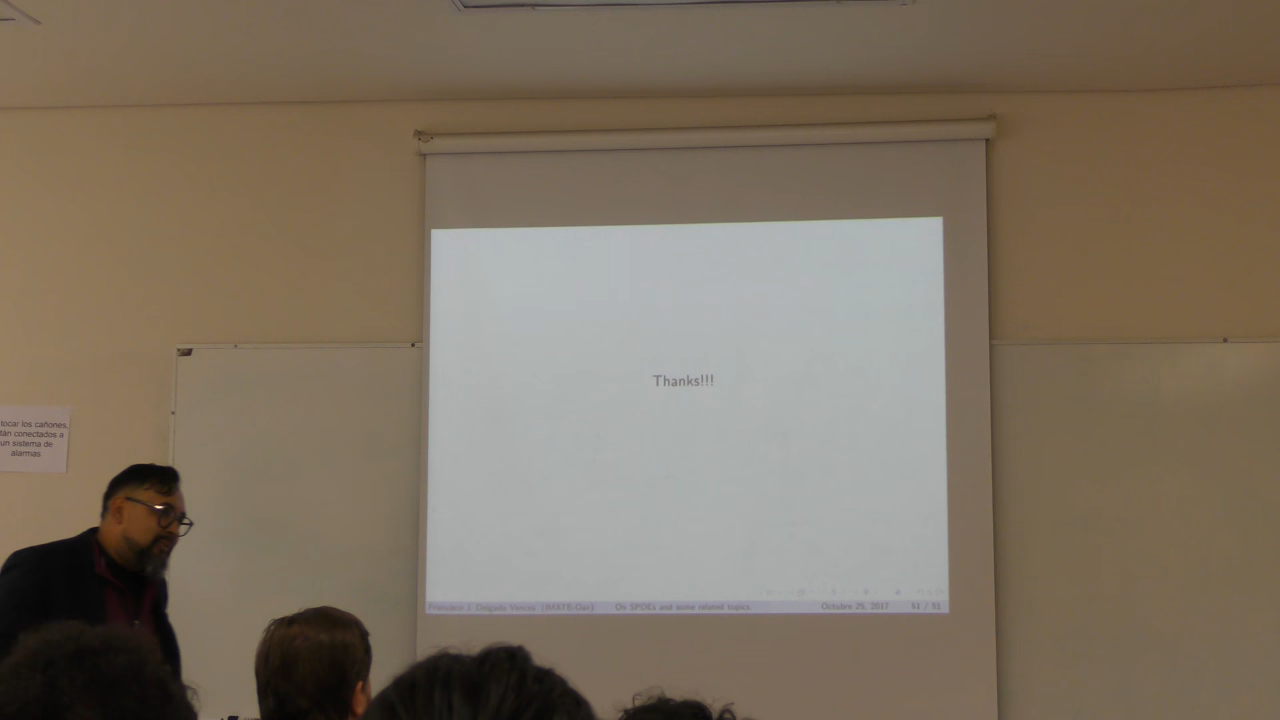 tocar los cañones,
tán conectados a
un sistema de
alarmas
Thanks!!!
Francisco J. Delgado (IMATE-Oax) On SPDEs and some related topics. Octubre 25, 2017 51 / 51